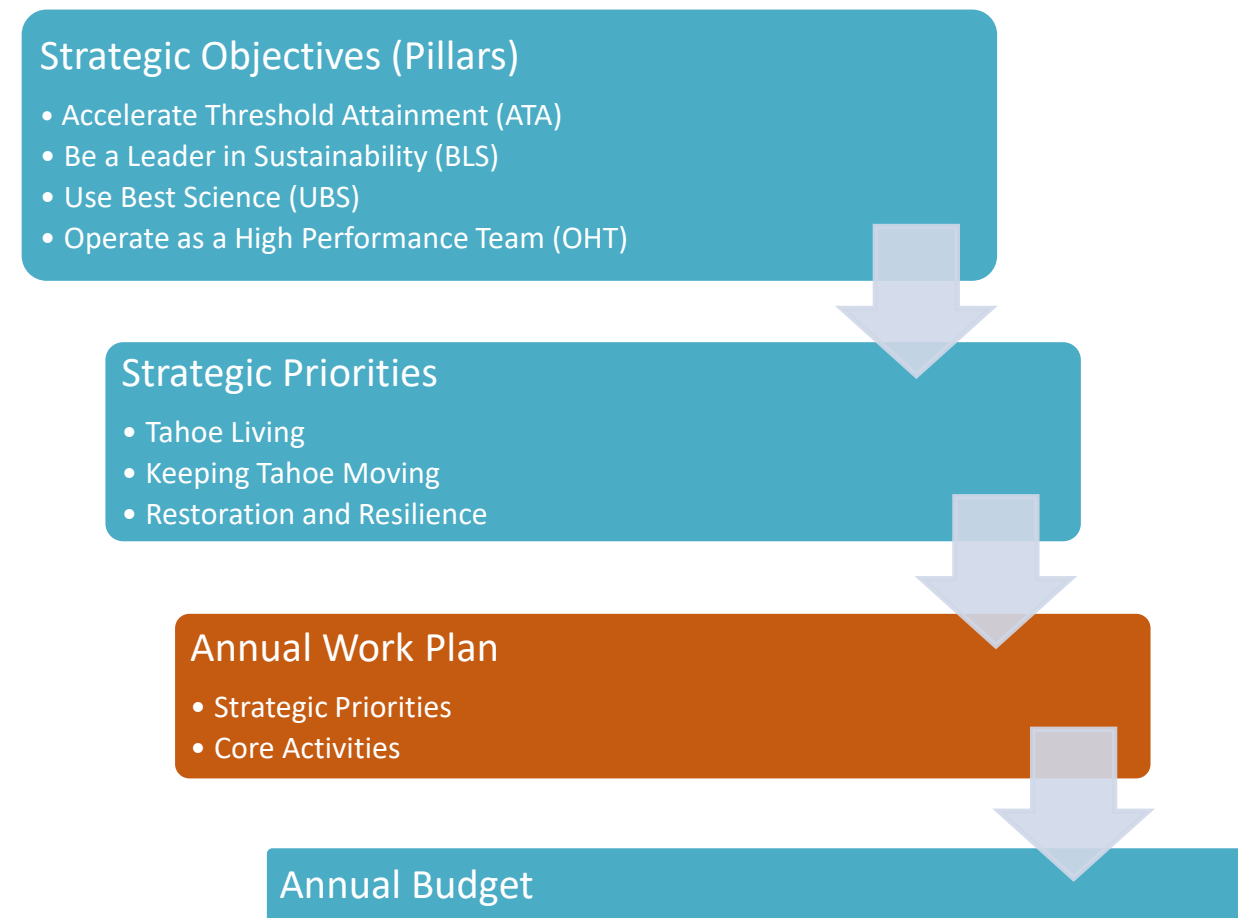 Strategic Objectives (Pillars)
• Accelerate Threshold Attainment (ATA)
• Be a Leader in Sustainability (BLS)
• Use Best Science (UBS)
• Operate as a High Performance Team (OHT)
Strategic Priorities
• Tahoe Living
• Keeping Tahoe Moving
• Restoration and Resilience
Annual Work Plan
• Strategic Priorities
• Core Activities
Annual Budget